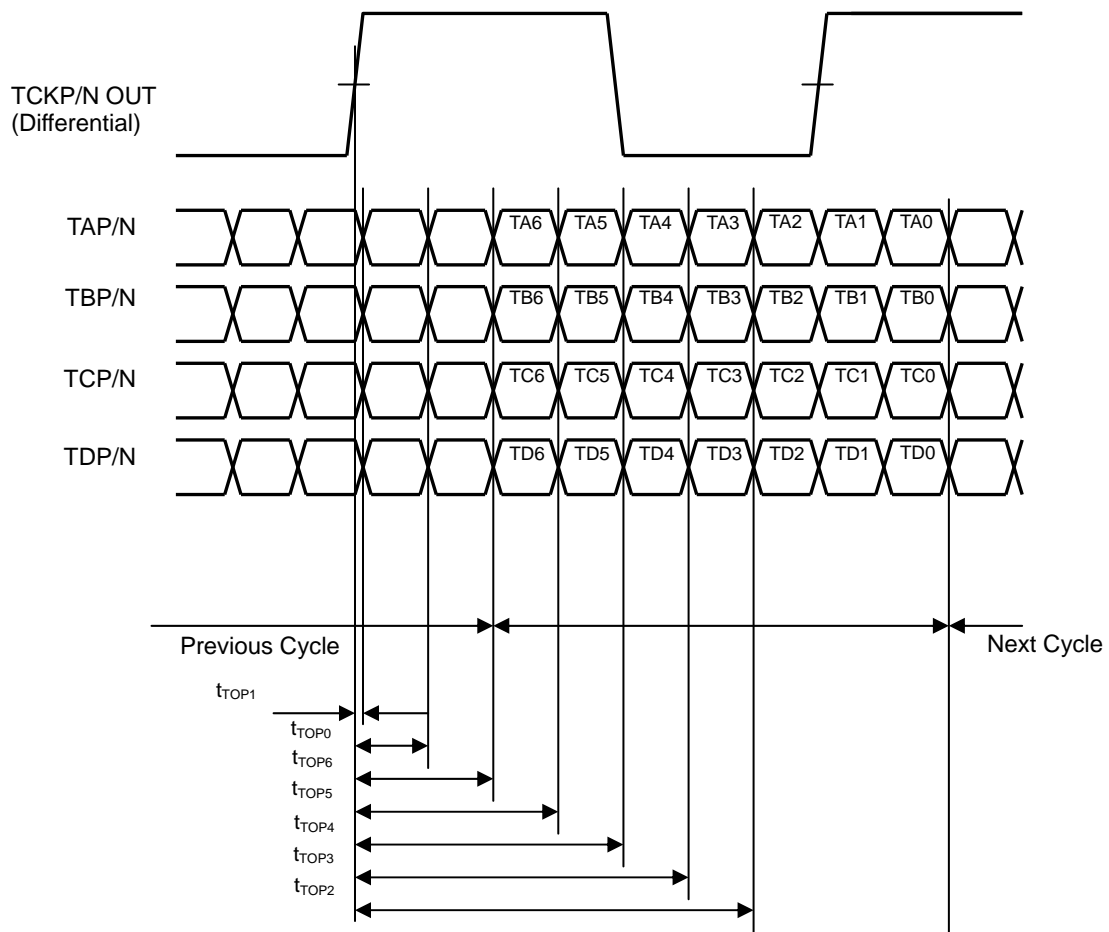 TCKP/N OUT
(Differential)
TAP/N TA6 TA5 TA4 TA3 TA2 TA1 TA0
TBP/N TB6 TB5 TB4 TB3 TB2 TB1 TB0
TCP/N TC6 TC5 TC4 TC3 TC2 TC1 TC0
TDP/N TD6 TD5 TD4 TD3 TD2 TD1 TD0
Previous Cycle Next Cycle
tTOP1
tTOP0
tTOP6
tTOP5
tTOP4
tTOP3
tTOP2